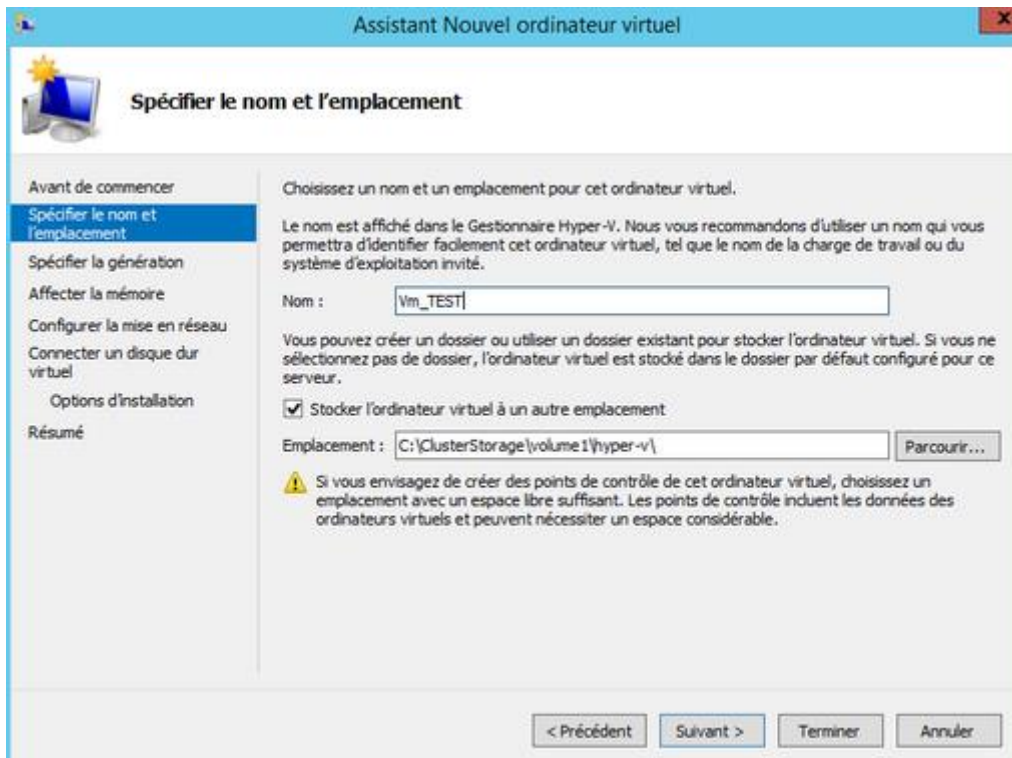 Assistant Nouvel ordinateur virtuel
Spécifier le nom et l'emplacement
Avant de commencer
Spécifier le nom et
l'emplacement
Spécifier la génération
Affecter la mémoire
Configurer la mise en réseau
Connecter un disque dur
virtuel
Options d'installation
Résumé
Choisissez un nom et un emplacement pour cet ordinateur virtuel.
Le nom est affiché dans le Gestionnaire Hyper-V. Nous vous recommandons d'utiliser un nom qui vous
permettra d'identifier facilement cet ordinateur virtuel, tel que le nom de la charge de travail ou du
système d'exploitation invité.
Nom : Vm_TEST
Vous pouvez créer un dossier ou utiliser un dossier existant pour stocker l'ordinateur virtuel. Si vous ne
sélectionnez pas de dossier, l'ordinateur virtuel est stocké dans le dossier par défaut configuré pour ce
serveur.
Stocker l'ordinateur virtuel à un autre emplacement
Emplacement : C:\ClusterStorage\volume1\hyper-v\ Parcourir...
Si vous envisagez de créer des points de contrôle de cet ordinateur virtuel, choisissez un
emplacement avec un espace libre suffisant. Les points de contrôle incluent les données des
ordinateurs virtuels et peuvent nécessiter un espace considérable.
< Précédent Suivant > Terminer Annuler